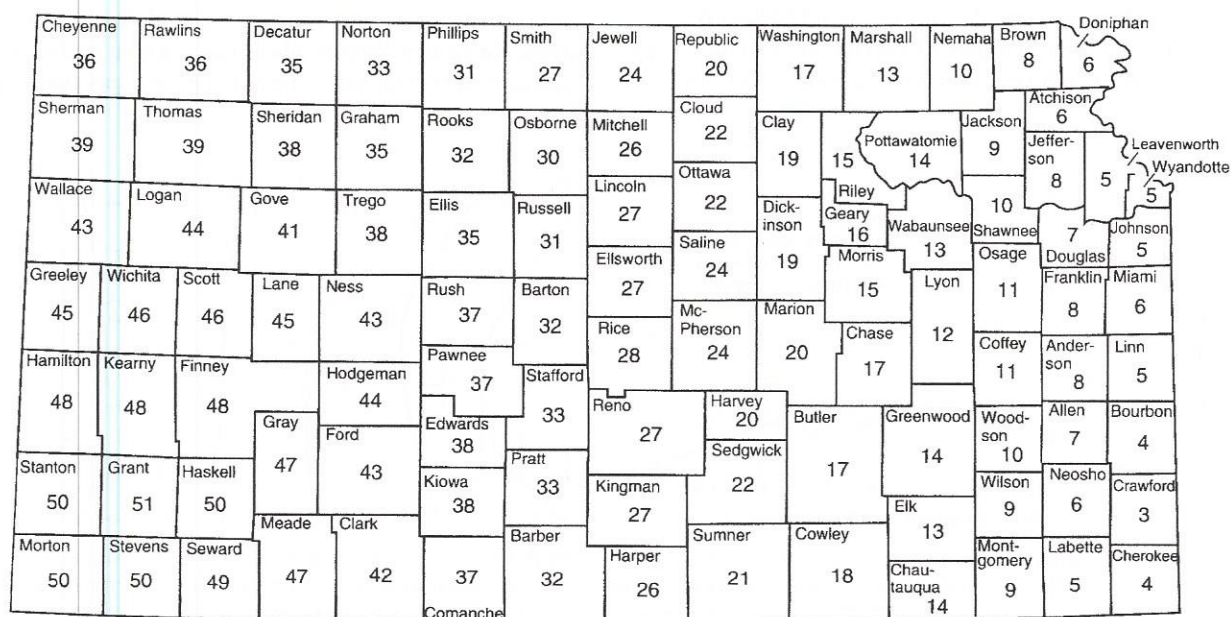 Cheyenne
36
Rawlins
36
Decatur
35
Norton
33
Phillips
31
Smith
27
Jewell
24
Republic
20
Washington
17
Marshall
13
Nemaha
10
Brown
8
Doniphan
6
Sherman
39
Thomas
39
Sheridan
38
Graham
35
Rooks
32
Osborne
30
Mitchell
26
Cloud
22
Clay
19
15
Riley
Pottawatomie
14
Jackson
9
Atchison
6
Jeffer-
son
8
Leavenworth
5
Wyandotte
5
Wallace
43
Logan
44
Gove
41
Trego
38
Ellis
35
Russell
31
Lincoln
27
Ottawa
22
Dick-
inson
19
Geary
16
Wabaunsee
13
10
Shawnee
7
Douglas
Johnson
5
Ellsworth
27
Saline
24
Morris
15
Lyon
12
Osage
11
Franklin
8
Miami
6
Greeley
45
Wichita
46
Scott
46
Lane
45
Ness
43
Rush
37
Barton
32
Rice
28
Mc-
Pherson
24
Marion
20
Chase
17
Coffey
11
Ander-
son
8
Linn
5
Hamilton
48
Kearny
48
Finney
48
Hodgeman
44
Pawnee
37
Stafford
33
Reno
27
Harvey
20
Butler
17
Greenwood
14
Wood-
son
10
Allen
7
Bourbon
4
Gray
47
Ford
43
Edwards
38
Sedgwick
22
Stanton
50
Grant
51
Haskell
50
Kiowa
38
Pratt
33
Kingman
27
Elk
13
Wilson
9
Neosho
6
Crawford
3
Morton
50
Stevens
50
Seward
49
Meade
47
Clark
42
37
Comanche
Barber
32
Harper
26
Sumner
21
Cowley
18
Chau-
tauqua
14
Mont-
gomery
9
Labette
5
Cherokee
4